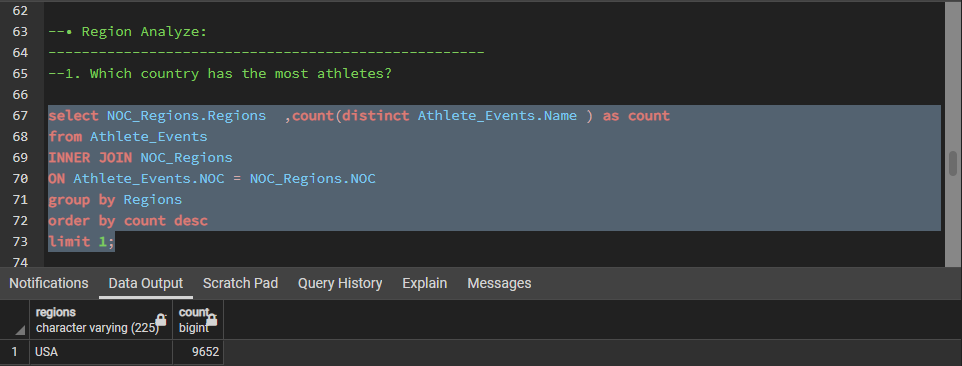 62
63 --• Region Analyze:
64 ----------------------------------------------------
65 --1. Which country has the most athletes?
66
67 select NOC_Regions.Regions  ,count(distinct Athlete_Events.Name ) as count
68 from Athlete_Events
69 INNER JOIN NOC_Regions
70 ON Athlete_Events.NOC = NOC_Regions.NOC
71 group by Regions
72 order by count desc
73 limit 1;
74
Notifications Data Output Scratch Pad Query History Explain Messages
regions count
character varying (225) bigint
1 USA 9652